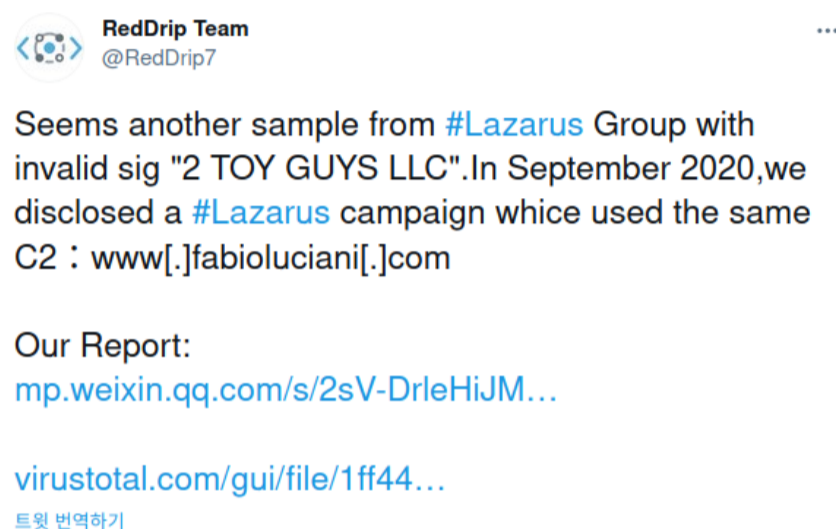 RedDrip Team
@RedDrip7
Seems another sample from #Lazarus Group with
invalid sig "2 TOY GUYS LLC".In September 2020,we
disclosed a #Lazarus campaign whice used the same
C2：www[.]fabioluciani[.]com
Our Report:
mp.weixin.qq.com/s/2sV-DrleHiJM…
virustotal.com/gui/file/1ff44…
트윗 번역하기